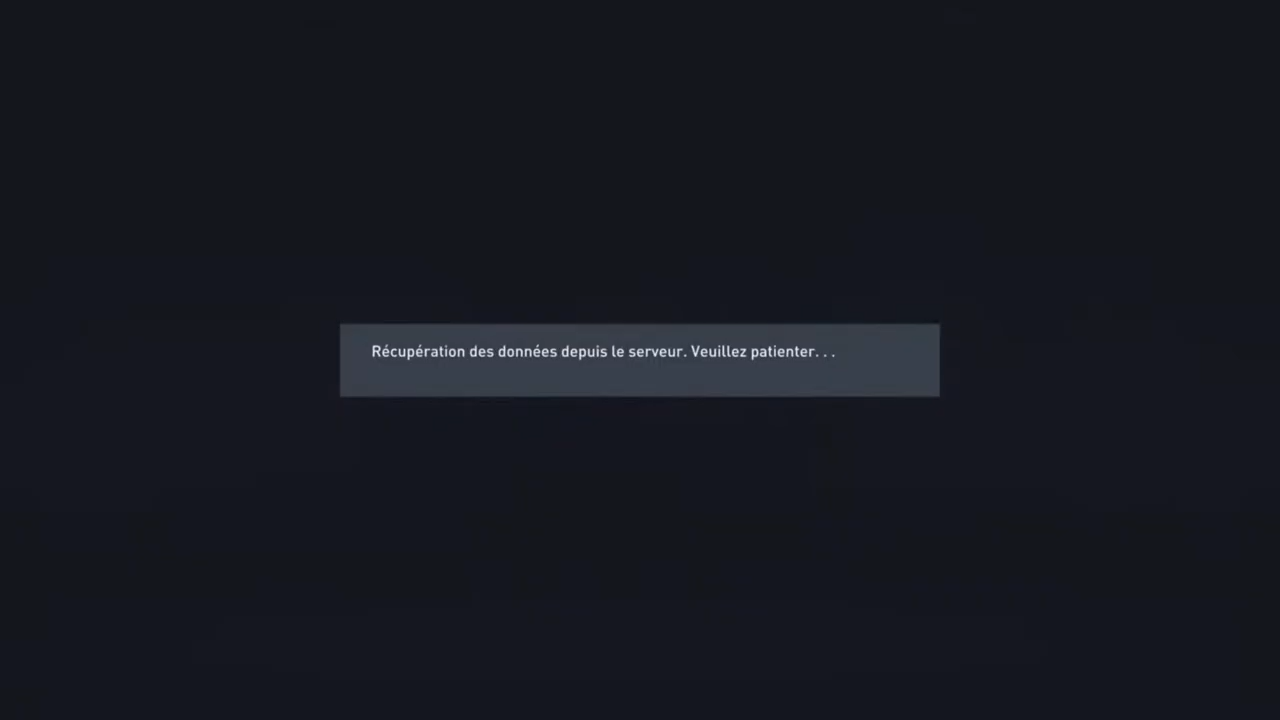 Récupération des données depuis le serveur. Veuillez patienter. . .